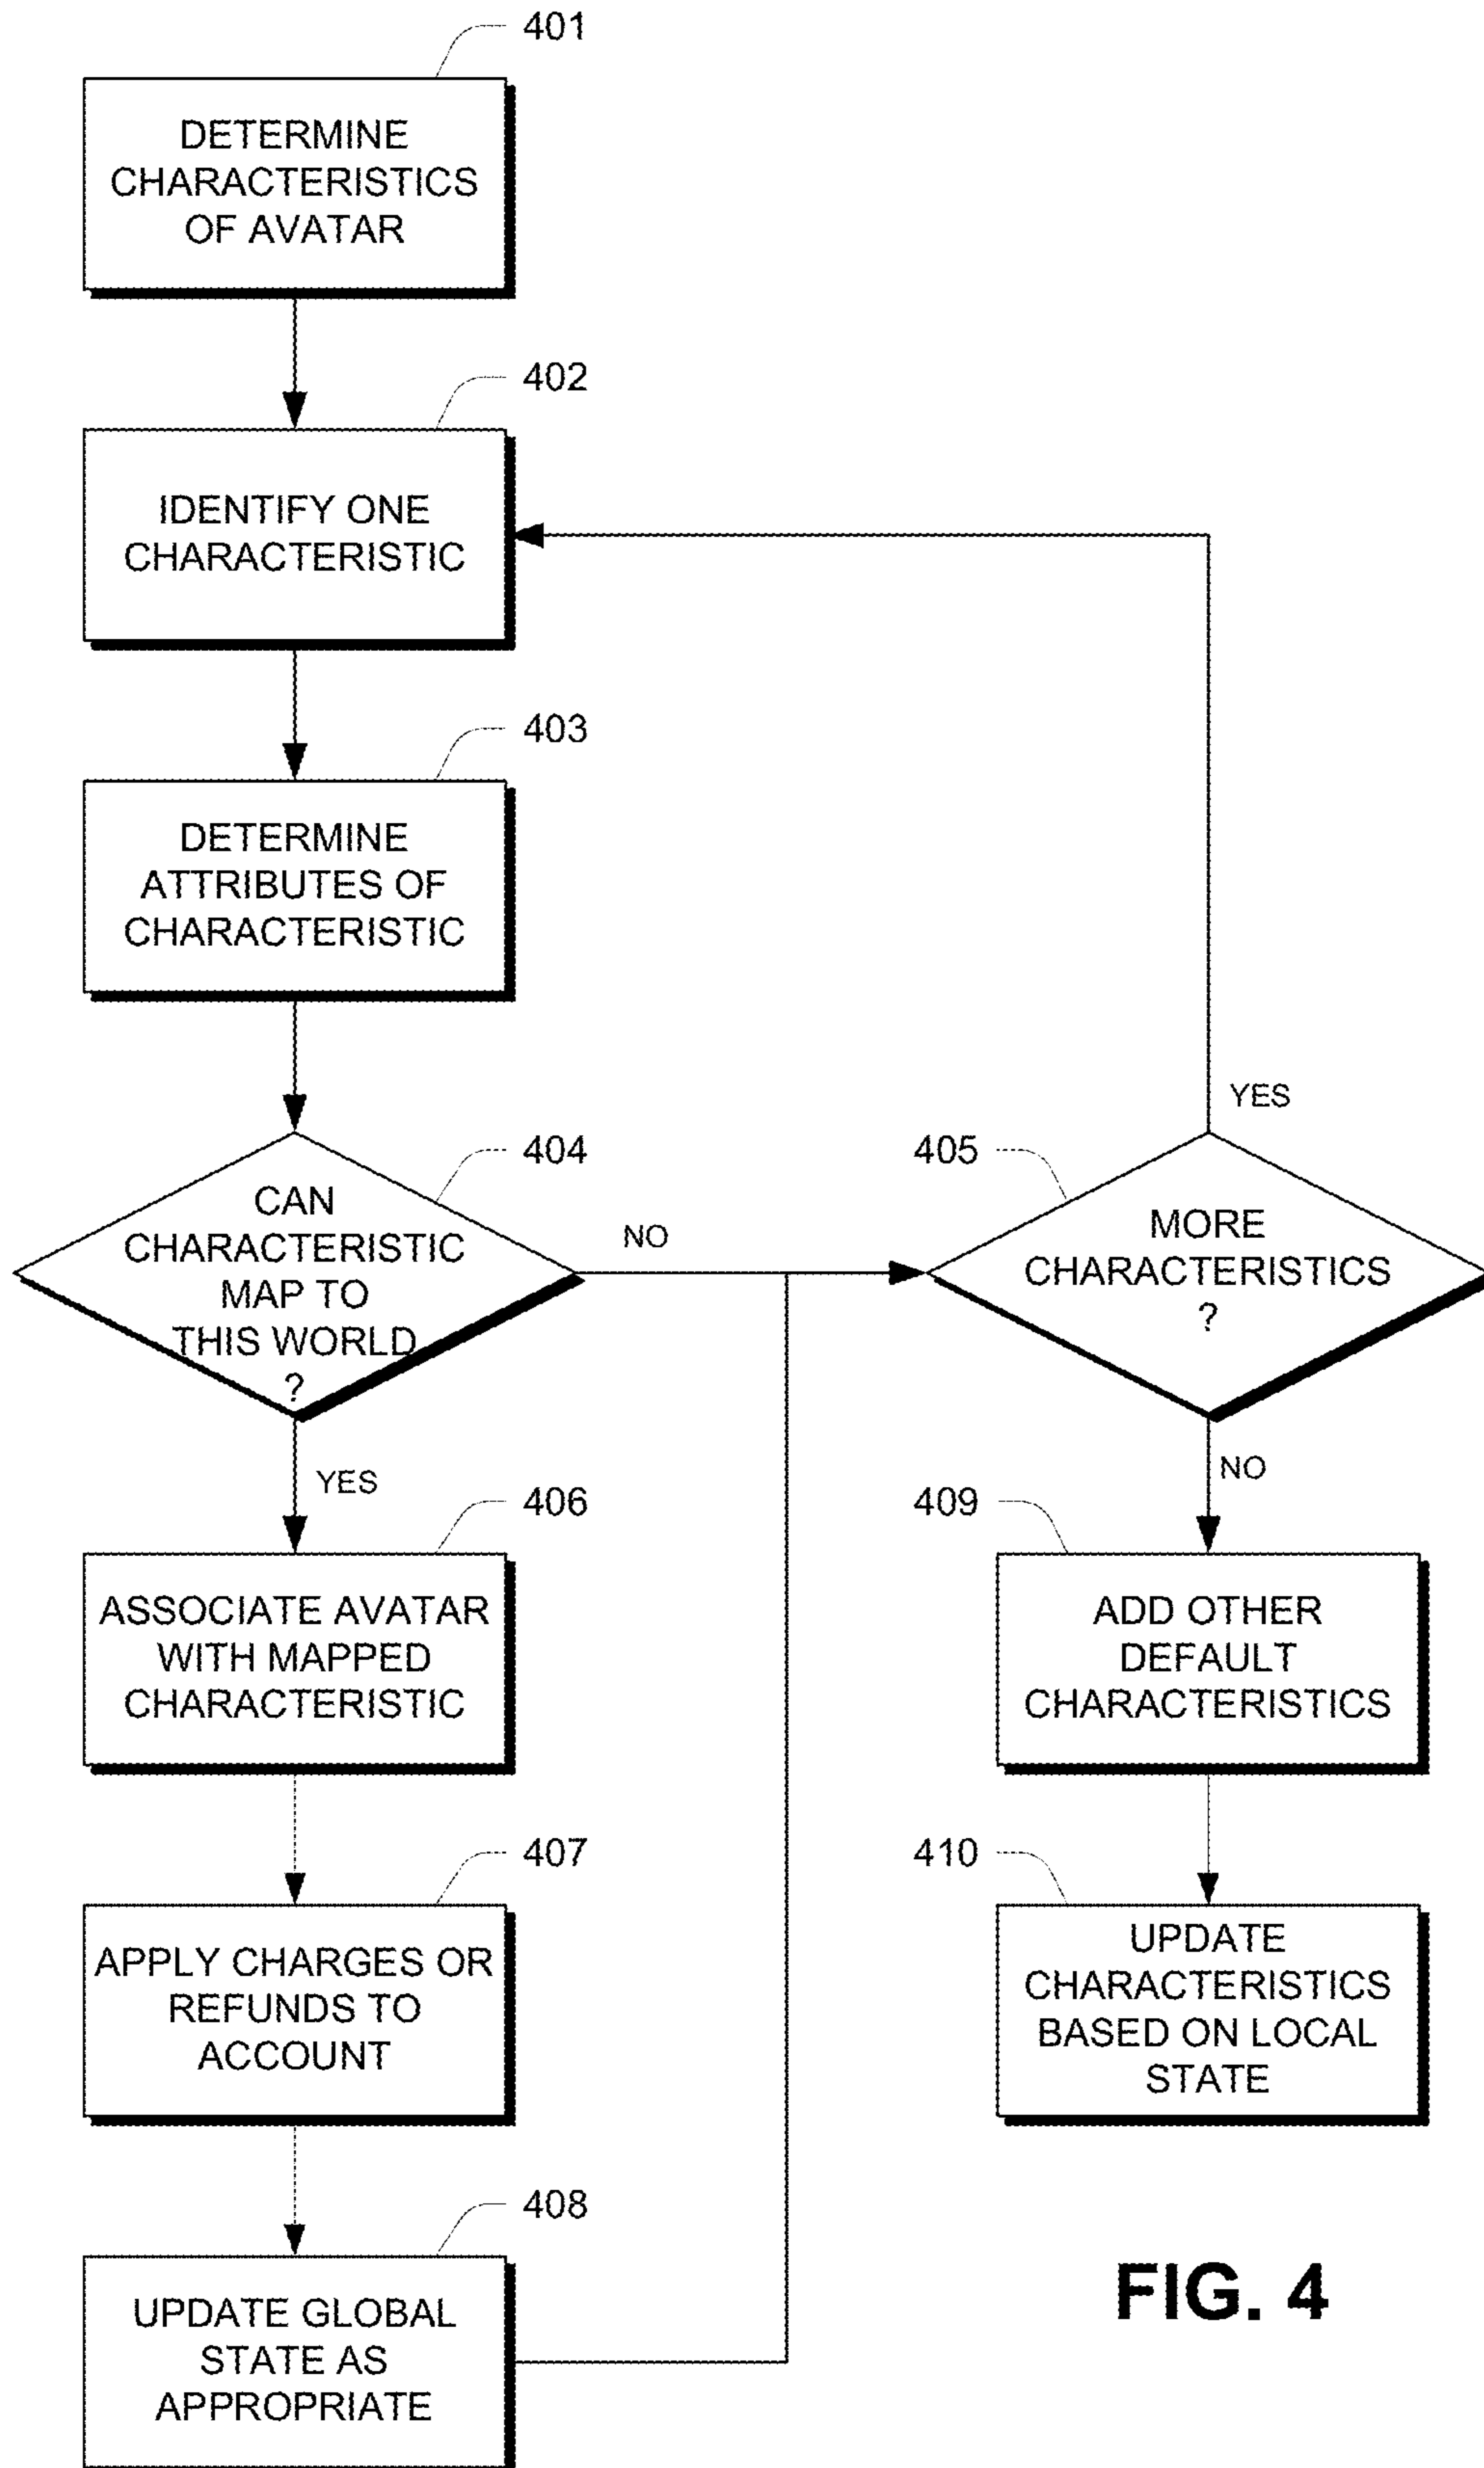 401
DETERMINE
CHARACTERISTICS
OF AVATAR
402
IDENTIFY ONE
CHARACTERISTIC
403
DETERMINE
ATTRIBUTES OF
CHARACTERISTIC
404
CAN
CHARACTERISTIC
MAP TO
THIS WORLD
?
NO
YES
405
MORE
CHARACTERISTICS
?
YES
NO
406
ASSOCIATE AVATAR
WITH MAPPED
CHARACTERISTIC
407
APPLY CHARGES OR
REFUNDS TO
ACCOUNT
408
UPDATE GLOBAL
STATE AS
APPROPRIATE
409
ADD OTHER
DEFAULT
CHARACTERISTICS
410
UPDATE
CHARACTERISTICS
BASED ON LOCAL
STATE
FIG. 4